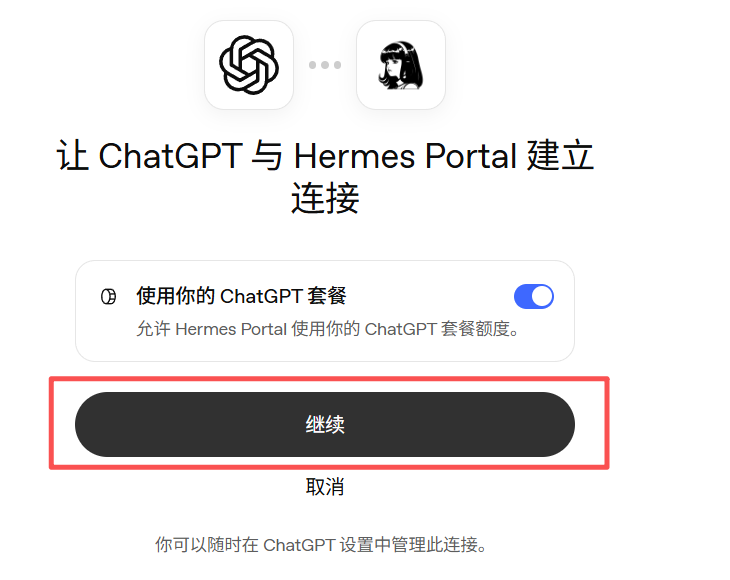 让 ChatGPT 与 Hermes Portal 建立
连接
使用你的 ChatGPT 套餐
允许 Hermes Portal 使用你的 ChatGPT 套餐额度。
继续
取消
你可以随时在 ChatGPT 设置中管理此连接。